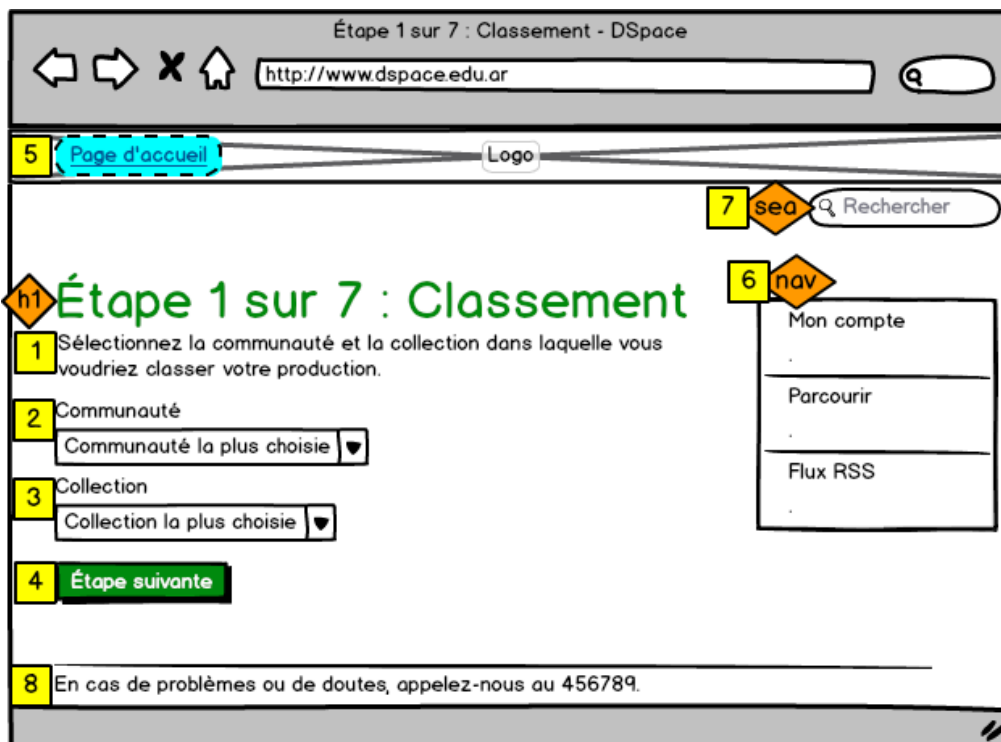 Étape 1 sur 7 : Classement - DSpace
http://www.dspace.edu.ar
5 Page d'accueil Logo
7 sea Rechercher
h1 Étape 1 sur 7 : Classement
1 Sélectionnez la communauté et la collection dans laquelle vous
voudriez classer votre production.
2 Communauté
Communauté la plus choisie
3 Collection
Collection la plus choisie
4 Étape suivante
6 nav
Mon compte
.
Parcourir
.
Flux RSS
.
8 En cas de problèmes ou de doutes, appelez-nous au 456789.